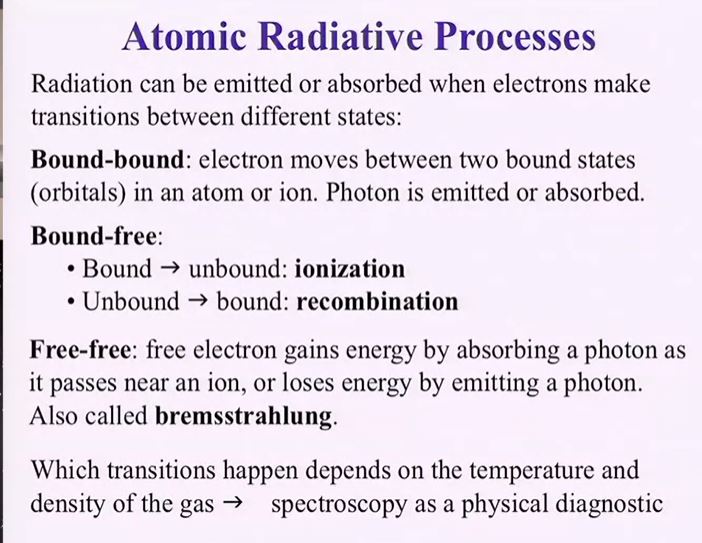 Atomic Radiative Processes
Radiation can be emitted or absorbed when electrons make
transitions between different states:
Bound-bound: electron moves between two bound states
(orbitals) in an atom or ion. Photon is emitted or absorbed.
Bound-free:
• Bound → unbound: ionization
• Unbound → bound: recombination
Free-free: free electron gains energy by absorbing a photon as
it passes near an ion, or loses energy by emitting a photon.
Also called bremsstrahlung.
Which transitions happen depends on the temperature and
density of the gas → spectroscopy as a physical diagnostic